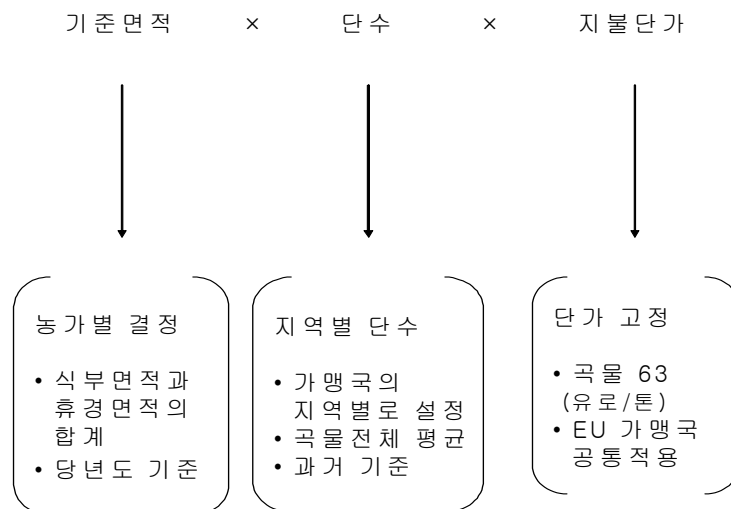 기준면적 × 단수 × 지불단가
농가별 결정
• 식부면적과
휴경면적의
합계
• 당년도 기준
지역별 단수
• 가맹국의
지역별로 설정
• 곡물전체 평균
• 과거 기준
단가 고정
• 곡물 63
(유로/톤)
• EU 가맹국
공통적용